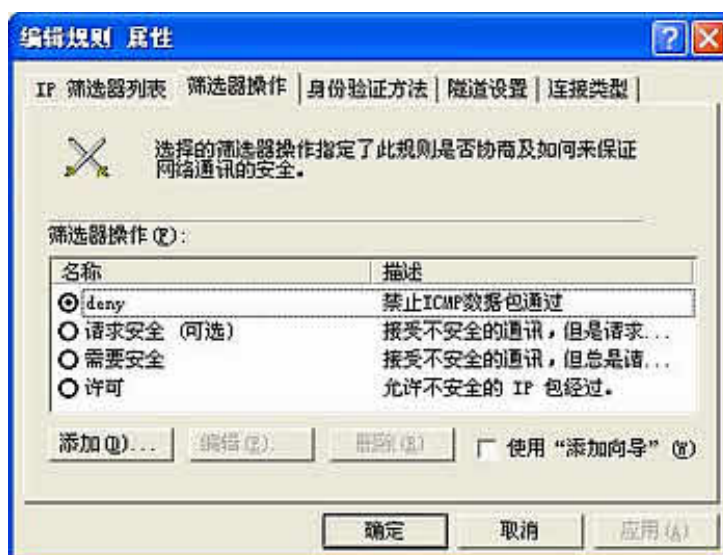 编辑规则 属性
IP 筛选器列表 筛选器操作 身份验证方法 隧道设置 连接类型
选择的筛选器操作指定了此规则是否协商及如何来保证
网络通讯的安全。
筛选器操作(F):
名称 描述
deny 禁止ICMP数据包通过
请求安全 (可选) 接受不安全的通讯，但是请求...
需要安全 接受不安全的通讯，但总是请...
许可 允许不安全的 IP 包经过。
添加(D)... 编辑(E). 删除(R) 使用“添加向导” (W)
确定 取消 应用(A)